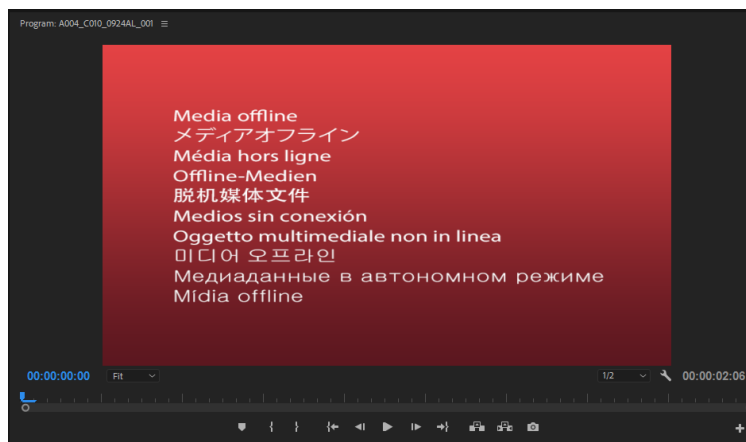 Program: A004_C010_0924AL_001
Media offline
メディアオフライン
Média hors ligne
Offline-Medien
脱机媒体文件
Medios sin conexión
Oggetto multimediale non in linea
미디어 오프라인
Медиаданные в автономном режиме
Mídia offline
00:00:00:00 Fit 1/2 00:00:02:06